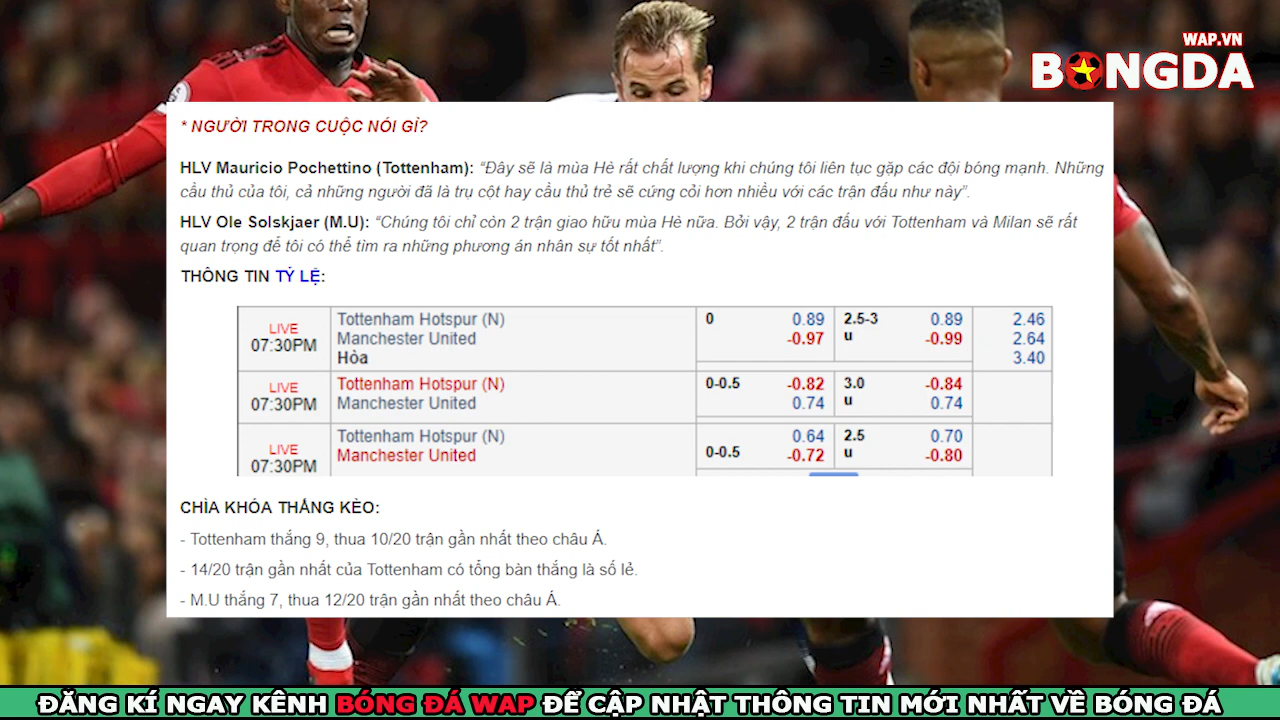 WAP.VN
BONGDA
* NGƯỜI TRONG CUỘC NÓI GÌ?
HLV Mauricio Pochettino (Tottenham): “Đây sẽ là mùa Hè rất chất lượng khi chúng tôi liên tục gặp các đội bóng mạnh. Những
cầu thủ của tôi, cả những người đã là trụ cột hay cầu thủ trẻ sẽ cứng cỏi hơn nhiều với các trận đấu như này”.
HLV Ole Solskjaer (M.U): “Chúng tôi chỉ còn 2 trận giao hữu mùa Hè nữa. Bởi vậy, 2 trận đấu với Tottenham và Milan sẽ rất
quan trọng để tôi có thể tìm ra những phương án nhân sự tốt nhất”.
THÔNG TIN TỶ LỆ:
LIVE 07:30PM
Tottenham Hotspur (N) 0 0.89 2.5-3 0.89 2.46
Manchester United -0.97 u -0.99 2.64
Hòa 3.40
LIVE 07:30PM
Tottenham Hotspur (N) 0-0.5 -0.82 3.0 -0.84
Manchester United 0.74 u 0.74
LIVE 07:30PM
Tottenham Hotspur (N) 0.64 2.5 0.70
Manchester United 0-0.5 -0.72 u -0.80
CHÌA KHÓA THẮNG KÈO:
- Tottenham thắng 9, thua 10/20 trận gần nhất theo châu Á.
- 14/20 trận gần nhất của Tottenham có tổng bàn thắng là số lẻ.
- M.U thắng 7, thua 12/20 trận gần nhất theo châu Á.
ĐĂNG KÍ NGAY KÊNH BÓNG ĐÁ WAP ĐỂ CẬP NHẬT THÔNG TIN MỚI NHẤT VỀ BÓNG ĐÁ